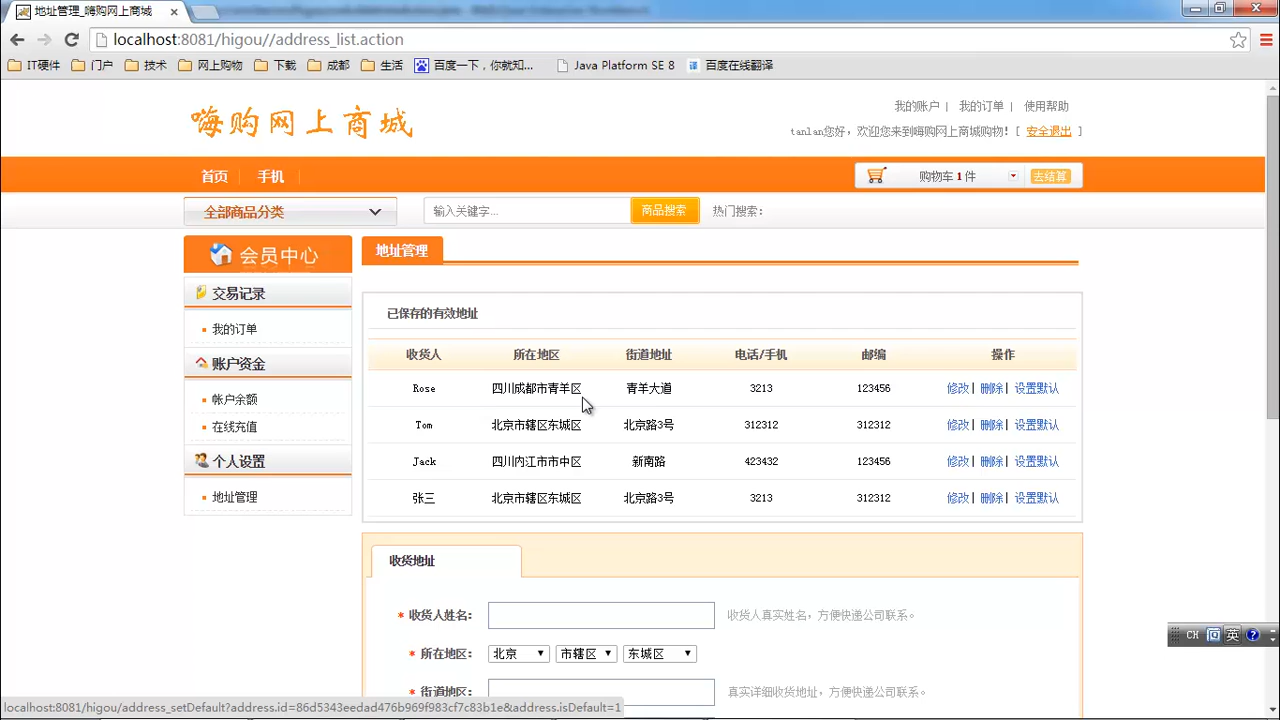 地址管理_嗨购网上商城
localhost:8081/higou//address_list.action
IT硬件 门户 技术 网上购物 下载 成都 生活 百度一下，你就知... Java Platform SE 8 百度在线翻译
嗨购网上商城
我的账户| 我的订单| 使用帮助
tanlan您好，欢迎您来到嗨购网上商城购物! [ 安全退出 ]
首页 手机 购物车 1 件 去结算
全部商品分类 输入关键字... 商品搜索 热门搜索:
会员中心 地址管理
交易记录
我的订单
账户资金
帐户余额
在线充值
个人设置
地址管理
已保存的有效地址
收货人 所在地区 街道地址 电话/手机 邮编 操作
Rose 四川成都市青羊区 青羊大道 3213 123456 修改| 删除| 设置默认
Tom 北京市辖区东城区 北京路3号 312312 312312 修改| 删除| 设置默认
Jack 四川内江市市中区 新南路 423432 123456 修改| 删除| 设置默认
张三 北京市辖区东城区 北京路3号 3213 312312 修改| 删除| 设置默认
收货地址
* 收货人姓名: 收货人真实姓名，方便快递公司联系。
* 所在地区: 北京 市辖区 东城区
* 街道地区: 真实详细收货地址，方便快递公司联系。
CH 英
localhost:8081/higou/address_setDefault?address.id=86d5343eedad476b969f983cf7c83b1e&address.isDefault=1